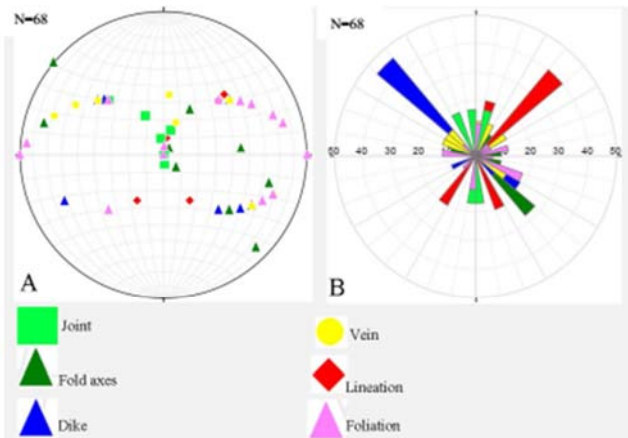 N=68
N=68
50 40 30 20 10 10 20 30 40 50
A
B
Joint
Vein
Fold axes
Lineation
Dike
Foliation